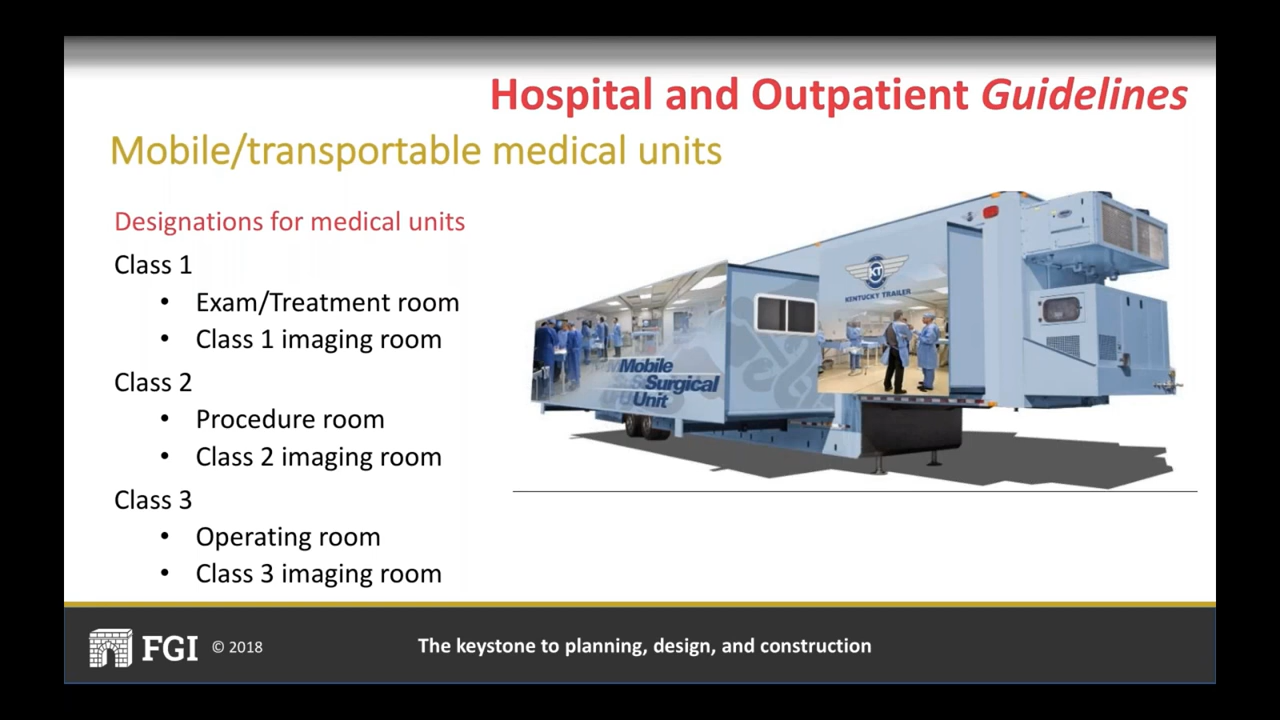 Hospital and Outpatient Guidelines
Mobile/transportable medical units
Designations for medical units
Class 1
• Exam/Treatment room
• Class 1 imaging room
Class 2
• Procedure room
• Class 2 imaging room
Class 3
• Operating room
• Class 3 imaging room
KT
KENTUCKY TRAILER
Mobile
Surgical
Unit
FGI © 2018
The keystone to planning, design, and construction